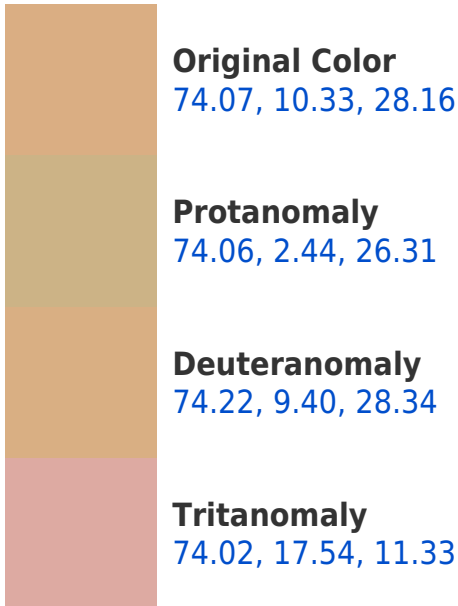 Original Color
74.07, 10.33, 28.16
Protanomaly
74.06, 2.44, 26.31
Deuteranomaly
74.22, 9.40, 28.34
Tritanomaly
74.02, 17.54, 11.33